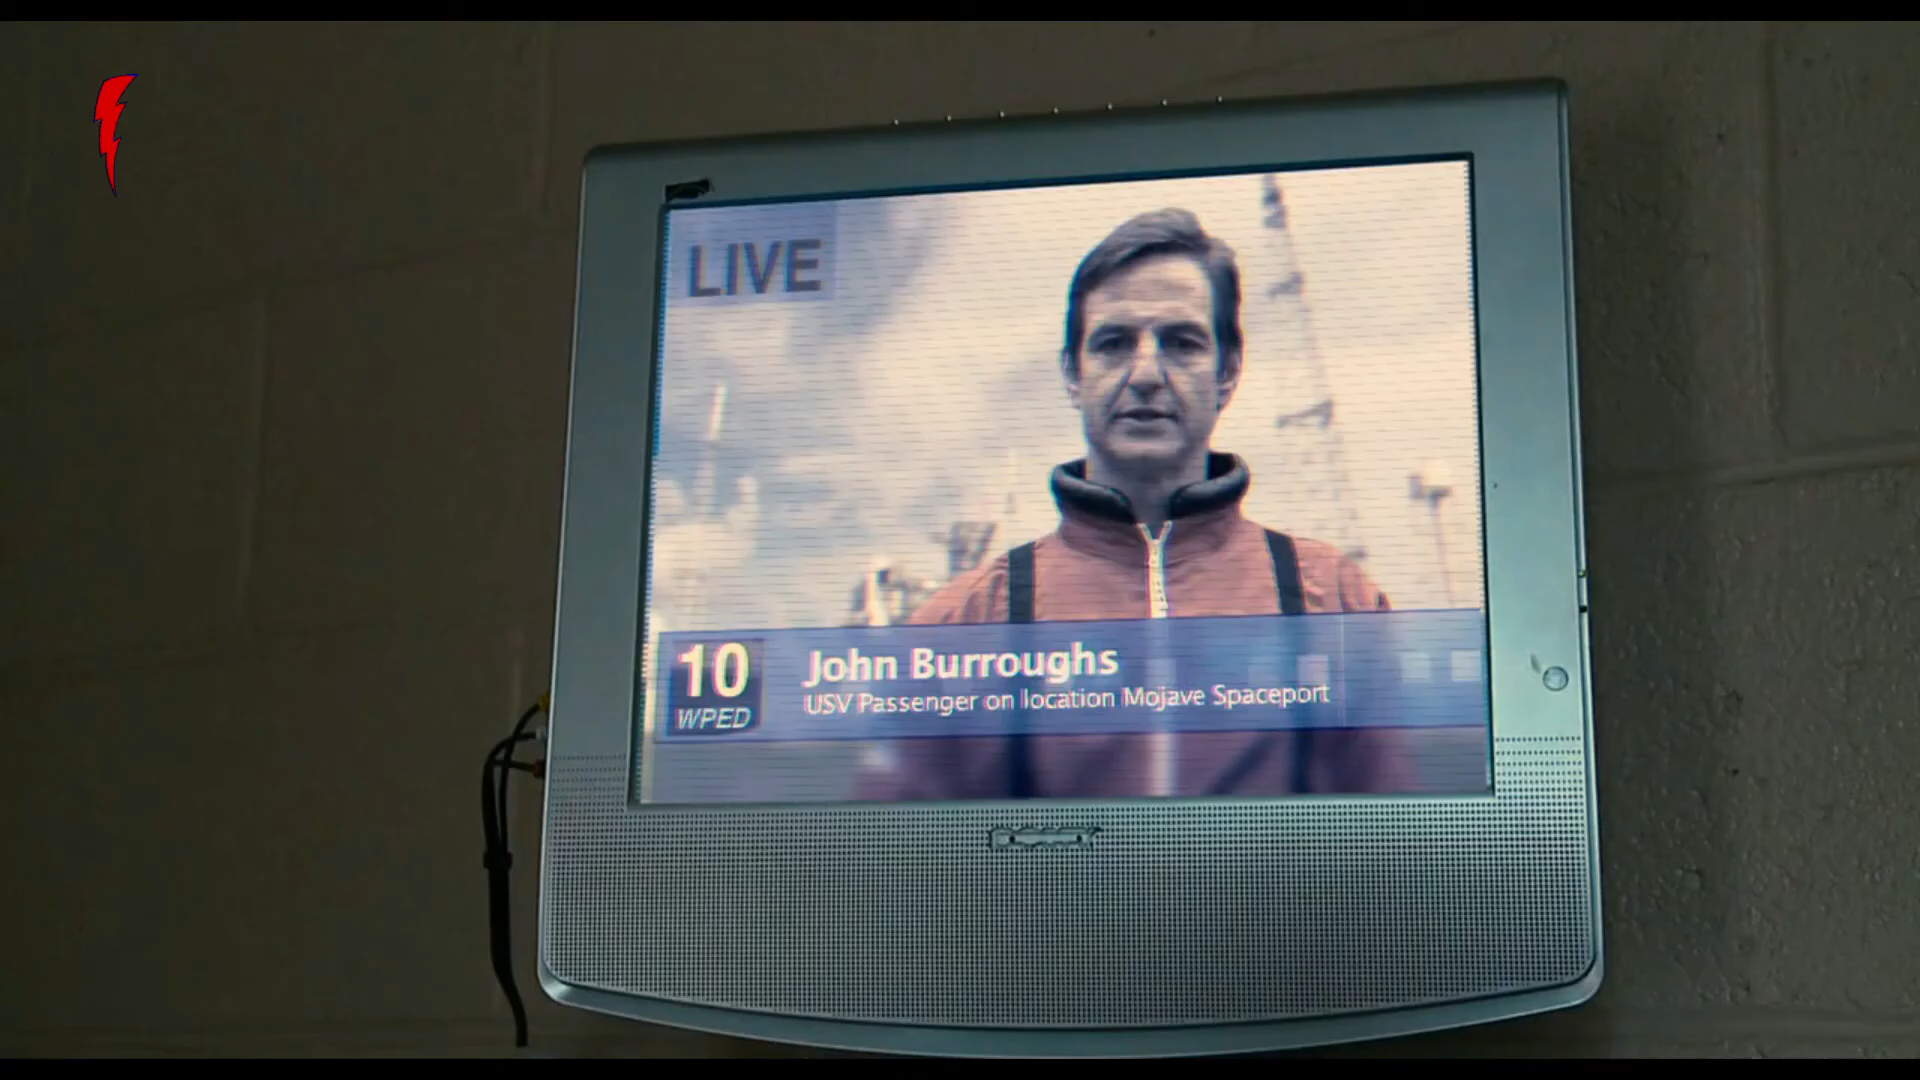 LIVE
10
WPED
John Burroughs
USV Passenger on location Mojave Spaceport